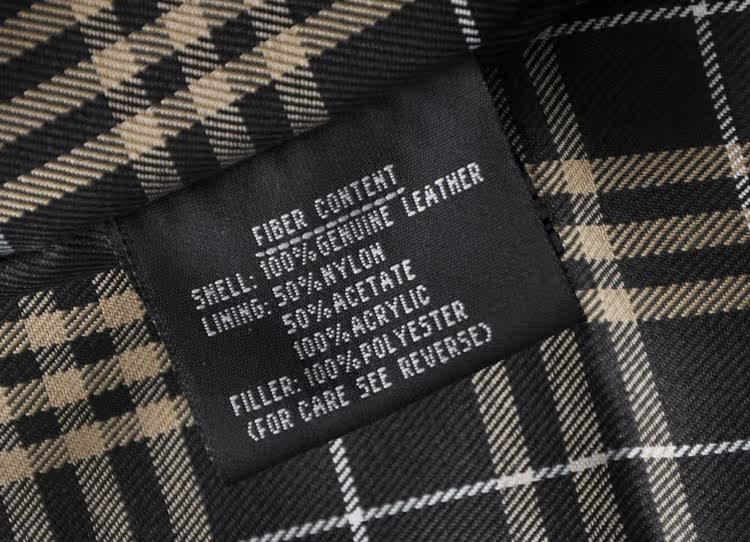 FIBER CONTENT
SHELL: 100% GENUINE LEATHER
LINING: 50% NYLON
50% ACETATE
100% ACRYLIC
FILLER: 100% POLYESTER
(FOR CARE SEE REVERSE)